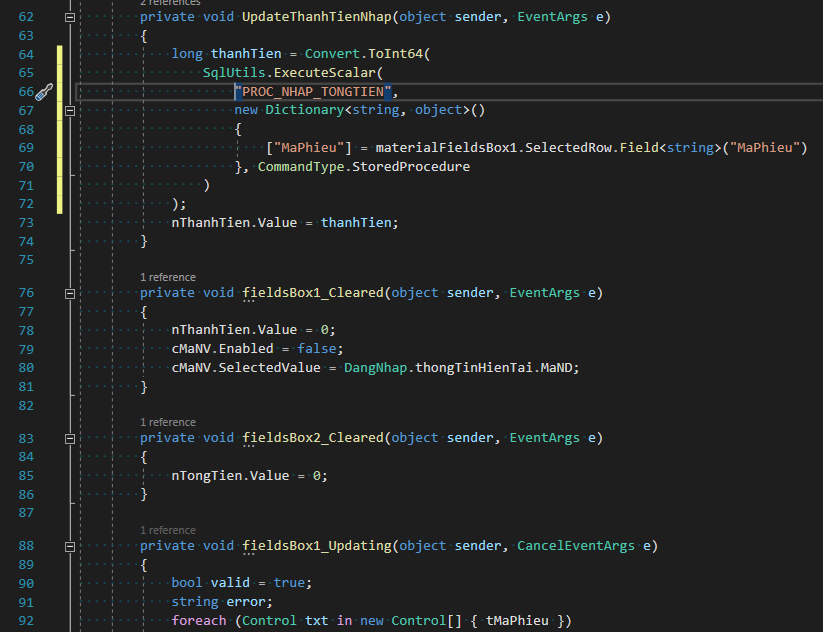 2 references
62 private void UpdateThanhTienNhap(object sender, EventArgs e)
63 {
64 long thanhTien = Convert.ToInt64(
65 SqlUtils.ExecuteScalar(
66 "PROC_NHAP_TONGTIEN",
67 new Dictionary<string, object>()
68 {
69 ["MaPhieu"] = materialFieldsBox1.SelectedRow.Field<string>("MaPhieu")
70 }, CommandType.StoredProcedure
71 )
72 );
73 nThanhTien.Value = thanhTien;
74 }
75
1 reference
76 private void fieldsBox1_Cleared(object sender, EventArgs e)
77 {
78 nThanhTien.Value = 0;
79 cMaNV.Enabled = false;
80 cMaNV.SelectedValue = DangNhap.thongTinHienTai.MaND;
81 }
82
1 reference
83 private void fieldsBox2_Cleared(object sender, EventArgs e)
84 {
85 nTongTien.Value = 0;
86 }
87
1 reference
88 private void fieldsBox1_Updating(object sender, CancelEventArgs e)
89 {
90 bool valid = true;
91 string error;
92 foreach (Control txt in new Control[] { tMaPhieu })